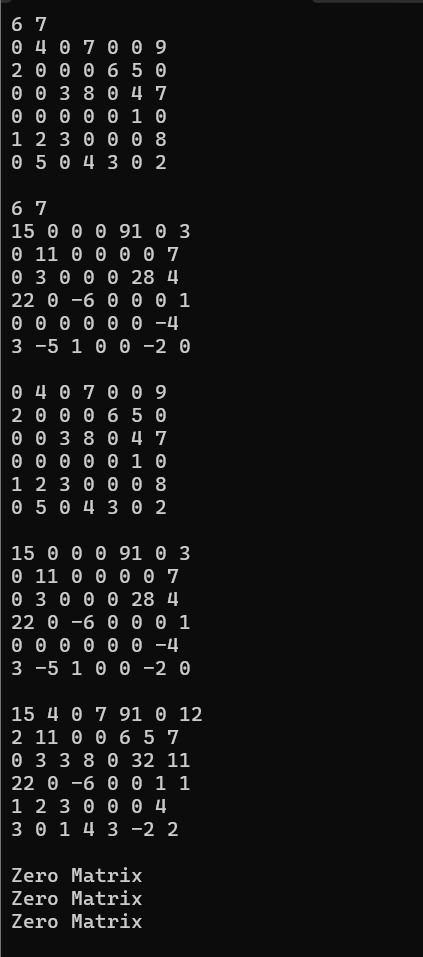 6 7
0 4 0 7 0 0 9
2 0 0 0 6 5 0
0 0 3 8 0 4 7
0 0 0 0 0 1 0
1 2 3 0 0 0 8
0 5 0 4 3 0 2
6 7
15 0 0 0 91 0 3
0 11 0 0 0 0 7
0 3 0 0 0 28 4
22 0 -6 0 0 0 1
0 0 0 0 0 0 -4
3 -5 1 0 0 -2 0
0 4 0 7 0 0 9
2 0 0 0 6 5 0
0 0 3 8 0 4 7
0 0 0 0 0 1 0
1 2 3 0 0 0 8
0 5 0 4 3 0 2
15 0 0 0 91 0 3
0 11 0 0 0 0 7
0 3 0 0 0 28 4
22 0 -6 0 0 0 1
0 0 0 0 0 0 -4
3 -5 1 0 0 -2 0
15 4 0 7 91 0 12
2 11 0 0 6 5 7
0 3 3 8 0 32 11
22 0 -6 0 0 1 1
1 2 3 0 0 0 4
3 0 1 4 3 -2 2
Zero Matrix
Zero Matrix
Zero Matrix